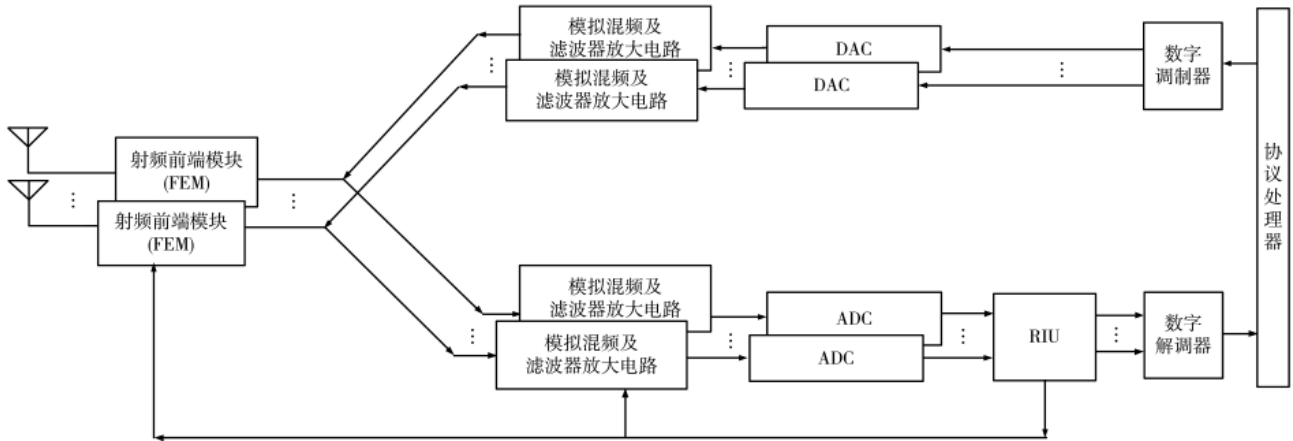 模拟混频及
滤波器放大电路
模拟混频及
滤波器放大电路
DAC
DAC
数字
调制器
协议处理器
射频前端模块
(FEM)
射频前端模块
(FEM)
模拟混频及
滤波器放大电路
模拟混频及
滤波器放大电路
ADC
ADC
RIU
数字
解调器